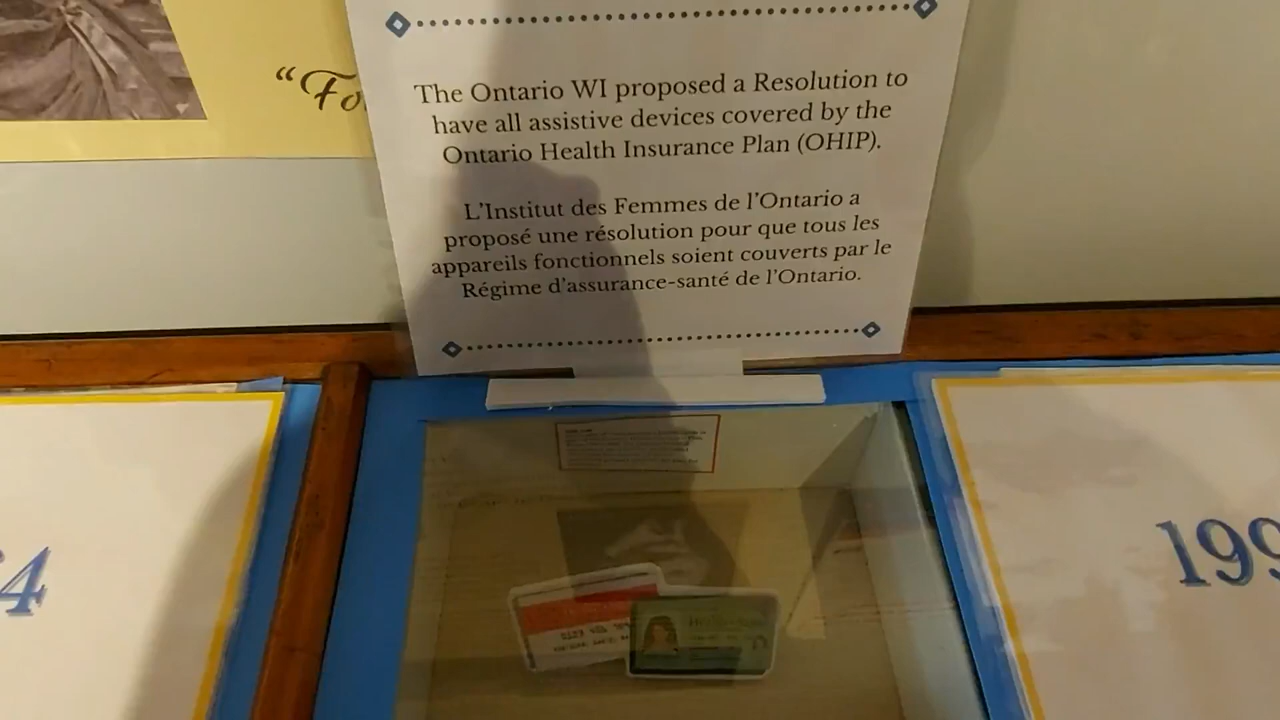 “Fo
The Ontario WI proposed a Resolution to
have all assistive devices covered by the
Ontario Health Insurance Plan (OHIP).
L’Institut des Femmes de l’Ontario a
proposé une résolution pour que tous les
appareils fonctionnels soient couverts par le
Régime d’assurance-santé de l’Ontario.
4
199